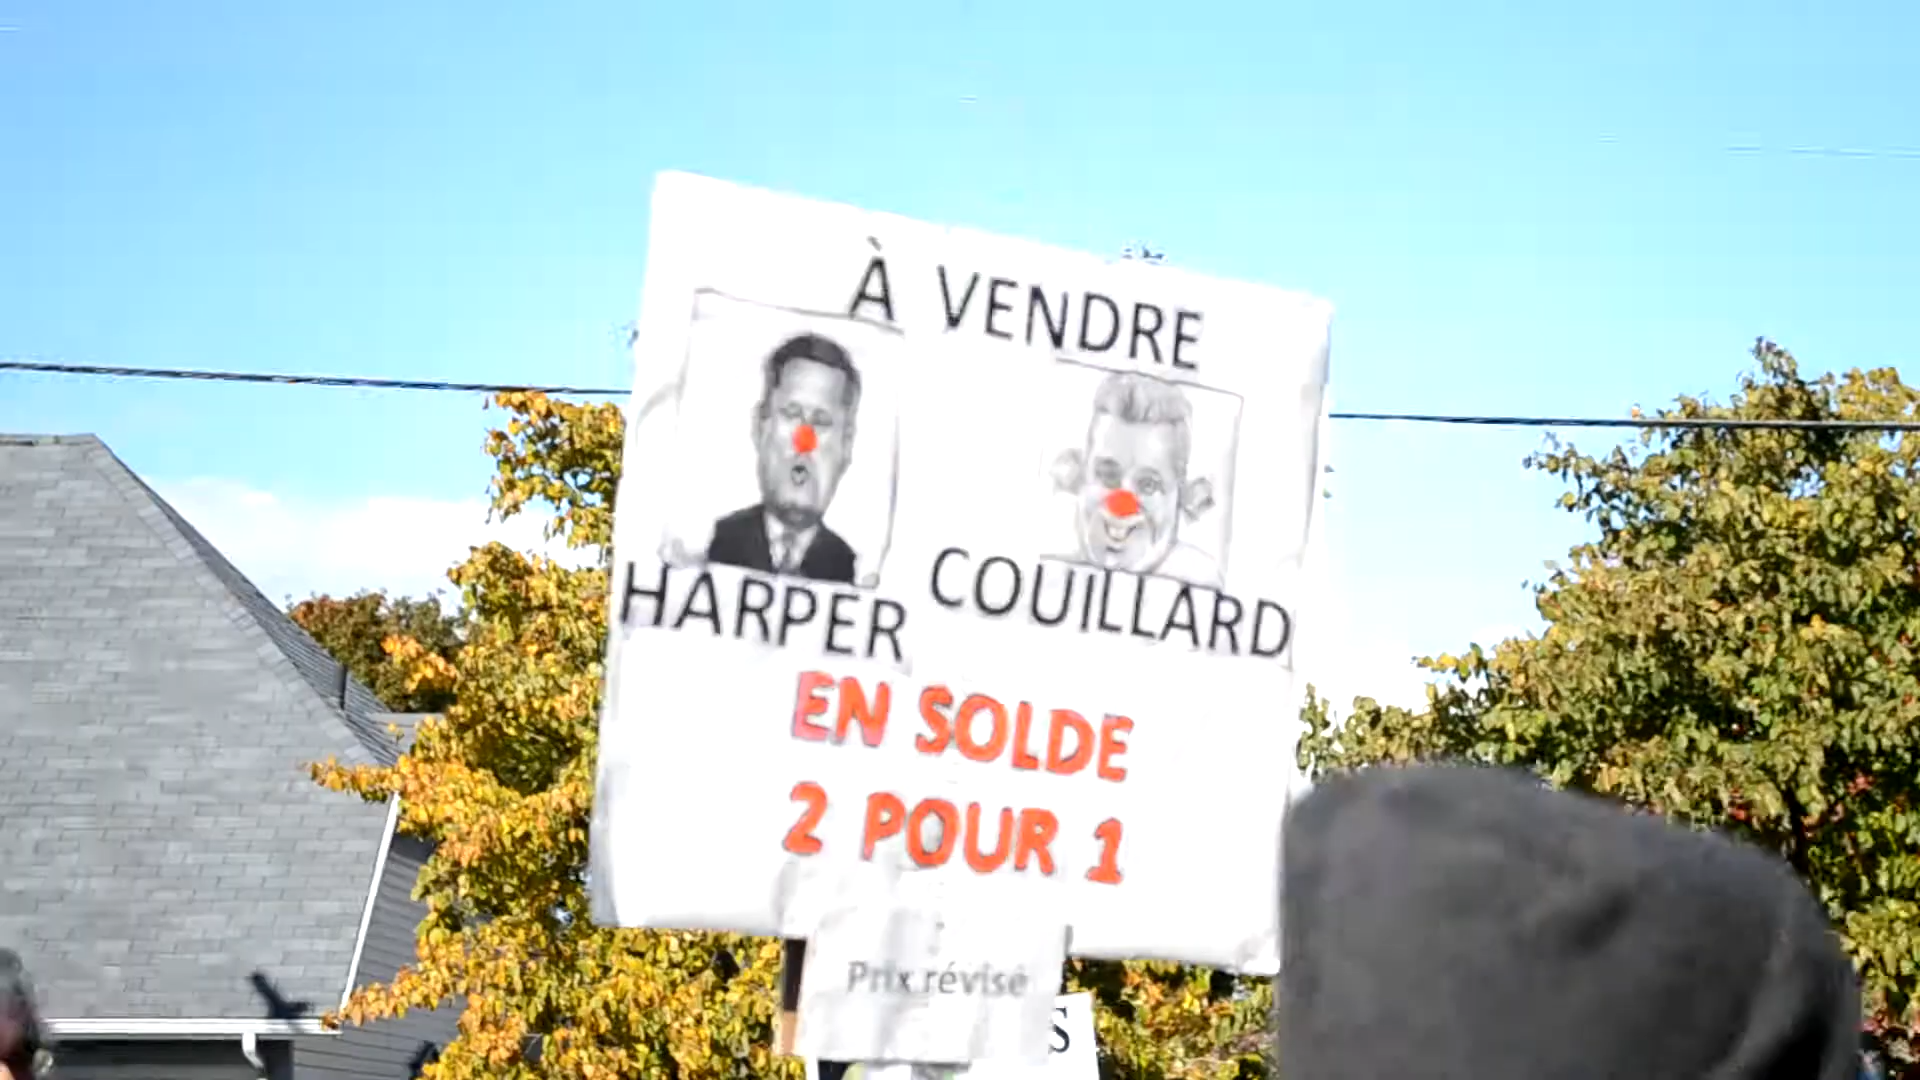 À VENDRE
HARPER COUILLARD
EN SOLDE
2 POUR 1
Prix révisé
S